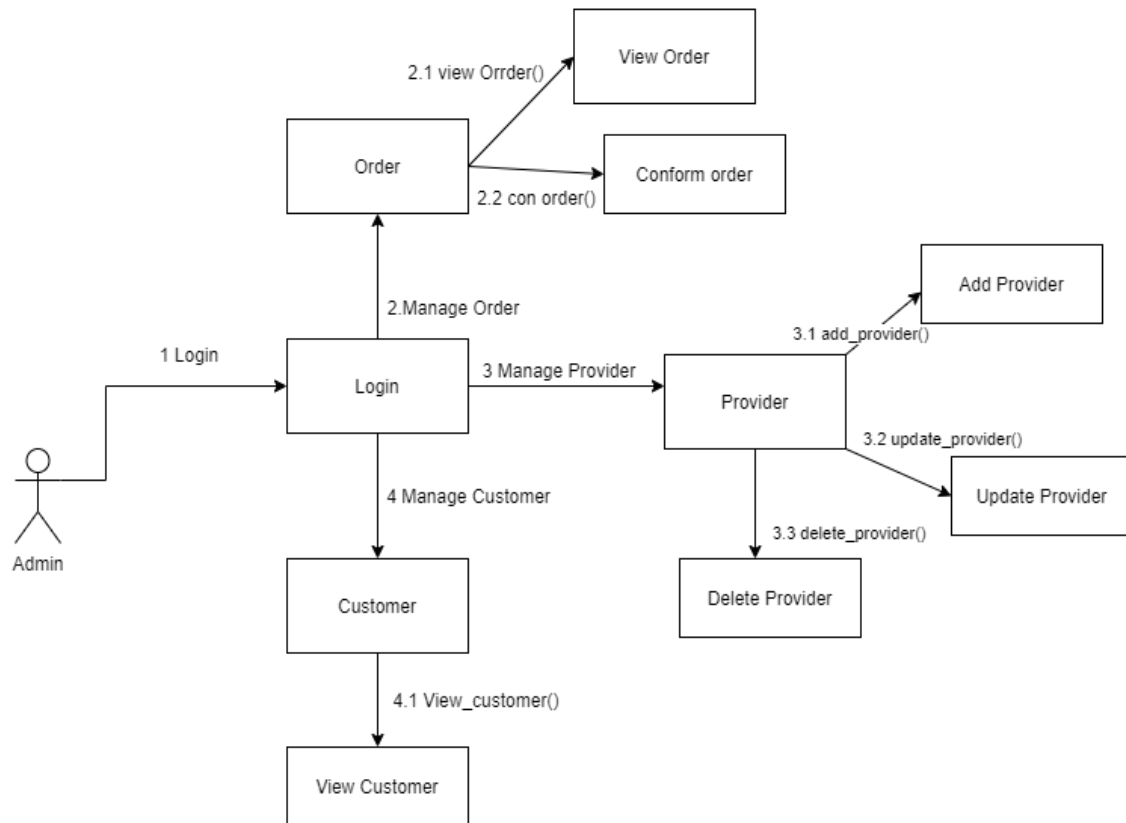 View Order
2.1 view Orrder()
Order
Conform order
2.2 con order()
Add Provider
2.Manage Order
3.1 add_provider()
1 Login
Login
3 Manage Provider
Provider
3.2 update_provider()
4 Manage Customer
Update Provider
3.3 delete_provider()
Admin
Delete Provider
Customer
4.1 View_customer()
View Customer